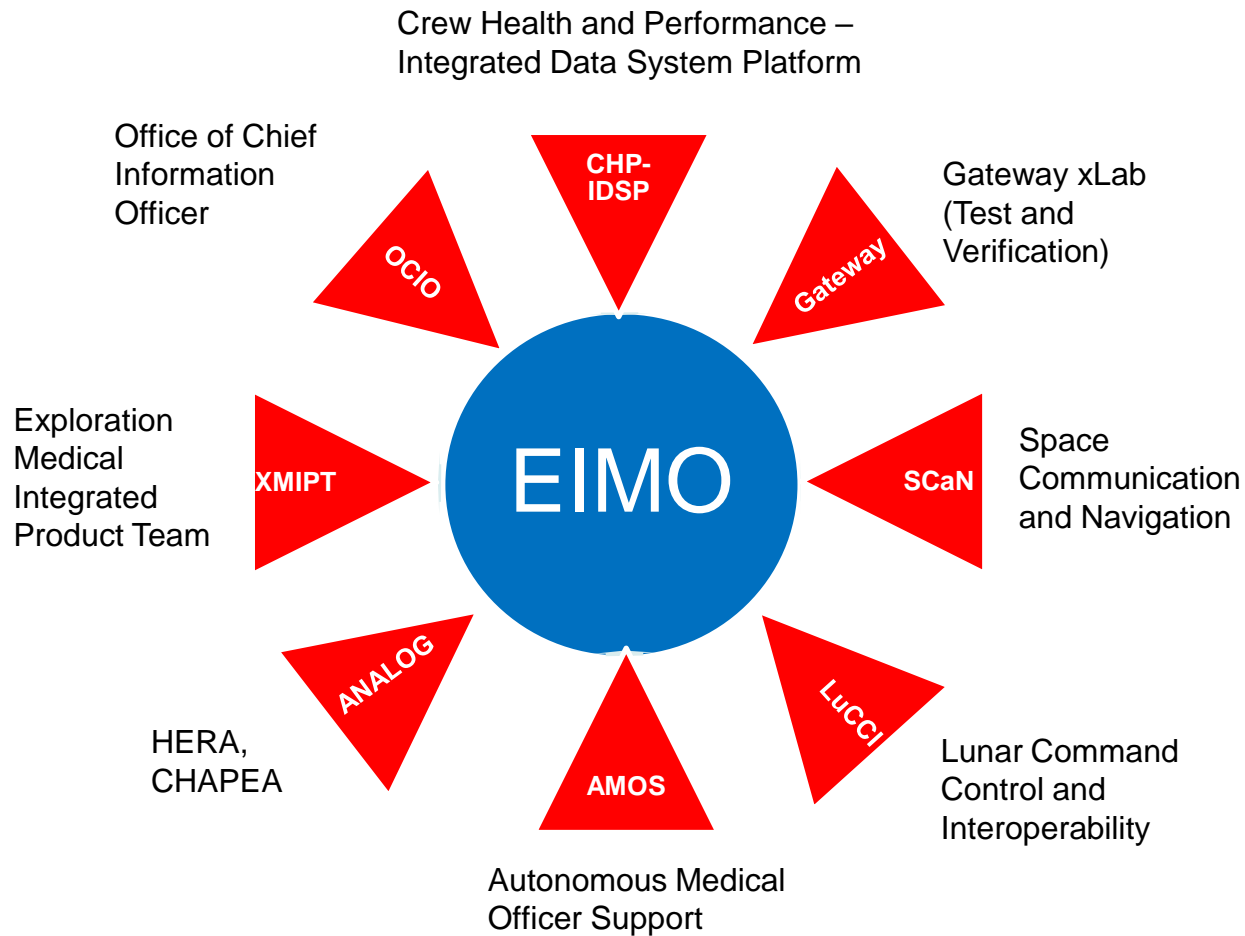 Crew Health and Performance –
Integrated Data System Platform
Office of Chief
Information
Officer
CHP-
IDSP
Gateway xLab
(Test and
Verification)
OCIO
Gateway
Exploration
Medical
Integrated
Product Team
XMIPT
EIMO
SCaN
Space
Communication
and Navigation
ANALOG
LuCCI
HERA,
CHAPEA
AMOS
Lunar Command
Control and
Interoperability
Autonomous Medical
Officer Support